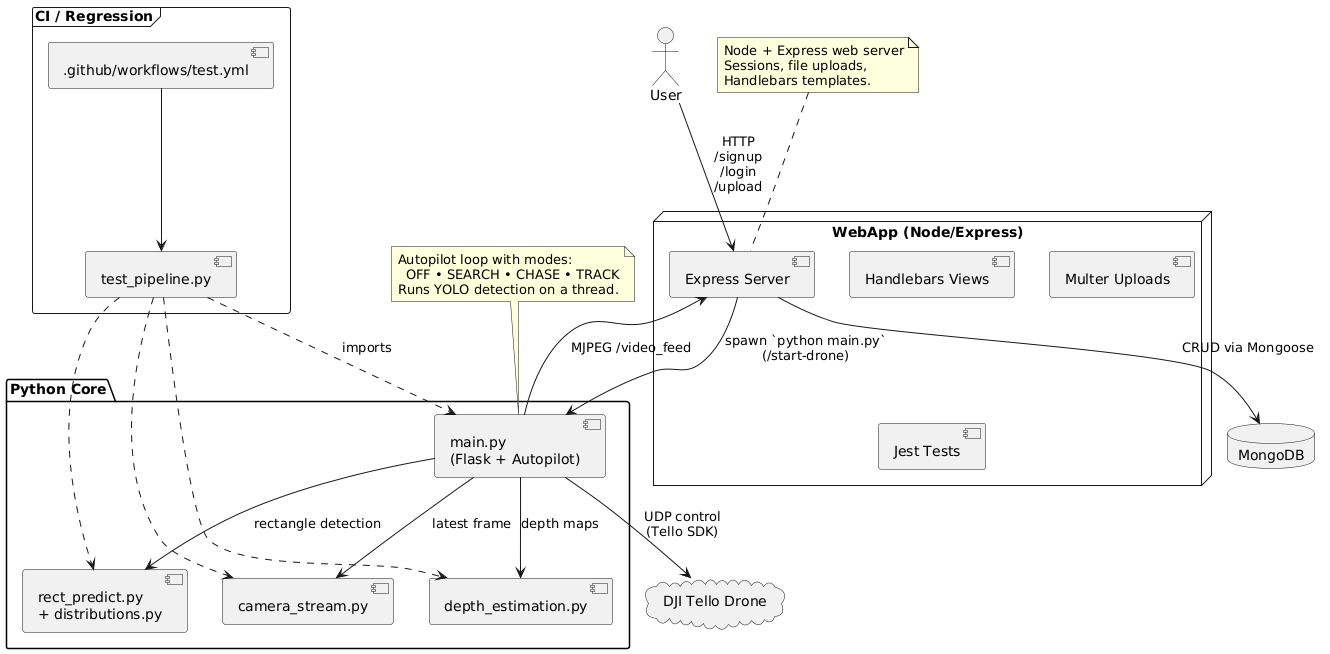 CI / Regression
.github/workflows/test.yml
test_pipeline.py
User
Node + Express web server
Sessions, file uploads,
Handlebars templates.
HTTP
/signup
/login
/upload
WebApp (Node/Express)
Express Server
Handlebars Views
Multer Uploads
Autopilot loop with modes:
OFF • SEARCH • CHASE • TRACK
Runs YOLO detection on a thread.
imports
MJPEG /video_feed
spawn `python main.py`
(/start-drone)
CRUD via Mongoose
Python Core
main.py
(Flask + Autopilot)
Jest Tests
MongoDB
rectangle detection
latest frame
depth maps
UDP control
(Tello SDK)
rect_predict.py
+ distributions.py
camera_stream.py
depth_estimation.py
DJI Tello Drone